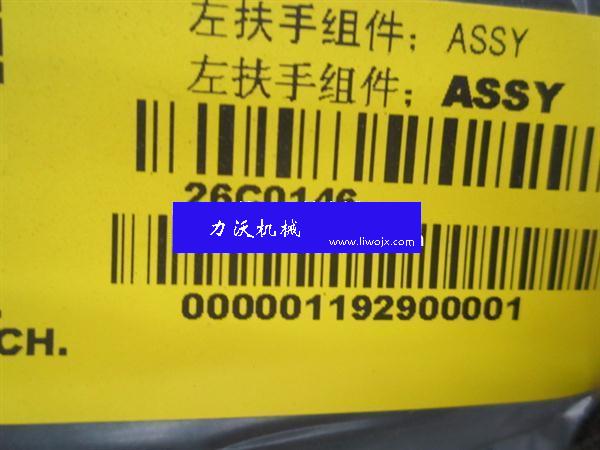 左扶手组件; ASSY
左扶手组件; ASSY
26C0146
力沃机械
www.liwojx.com
000001192900001
CH.